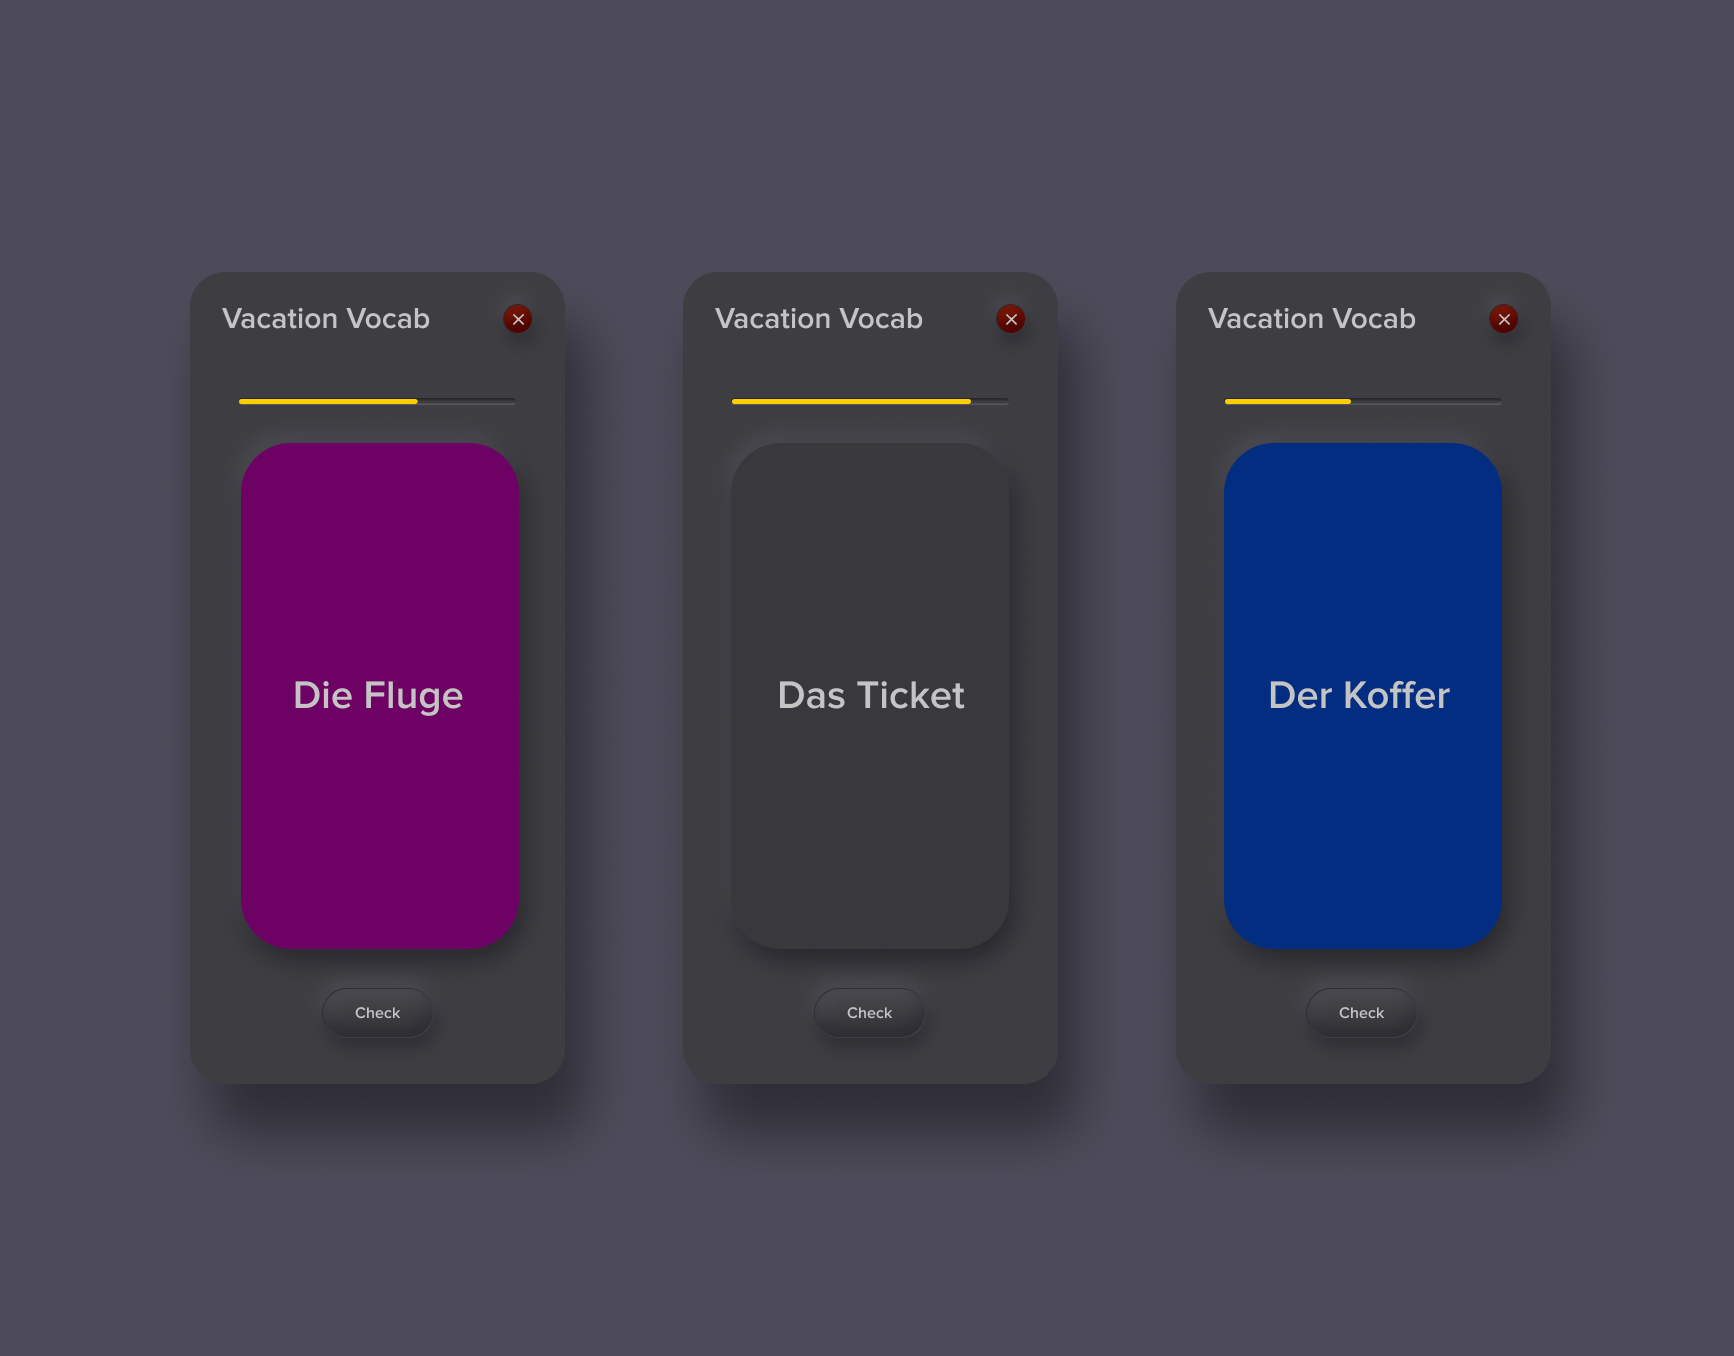 Vacation Vocab
Die Fluge
Check
Vacation Vocab
Das Ticket
Check
Vacation Vocab
Der Koffer
Check